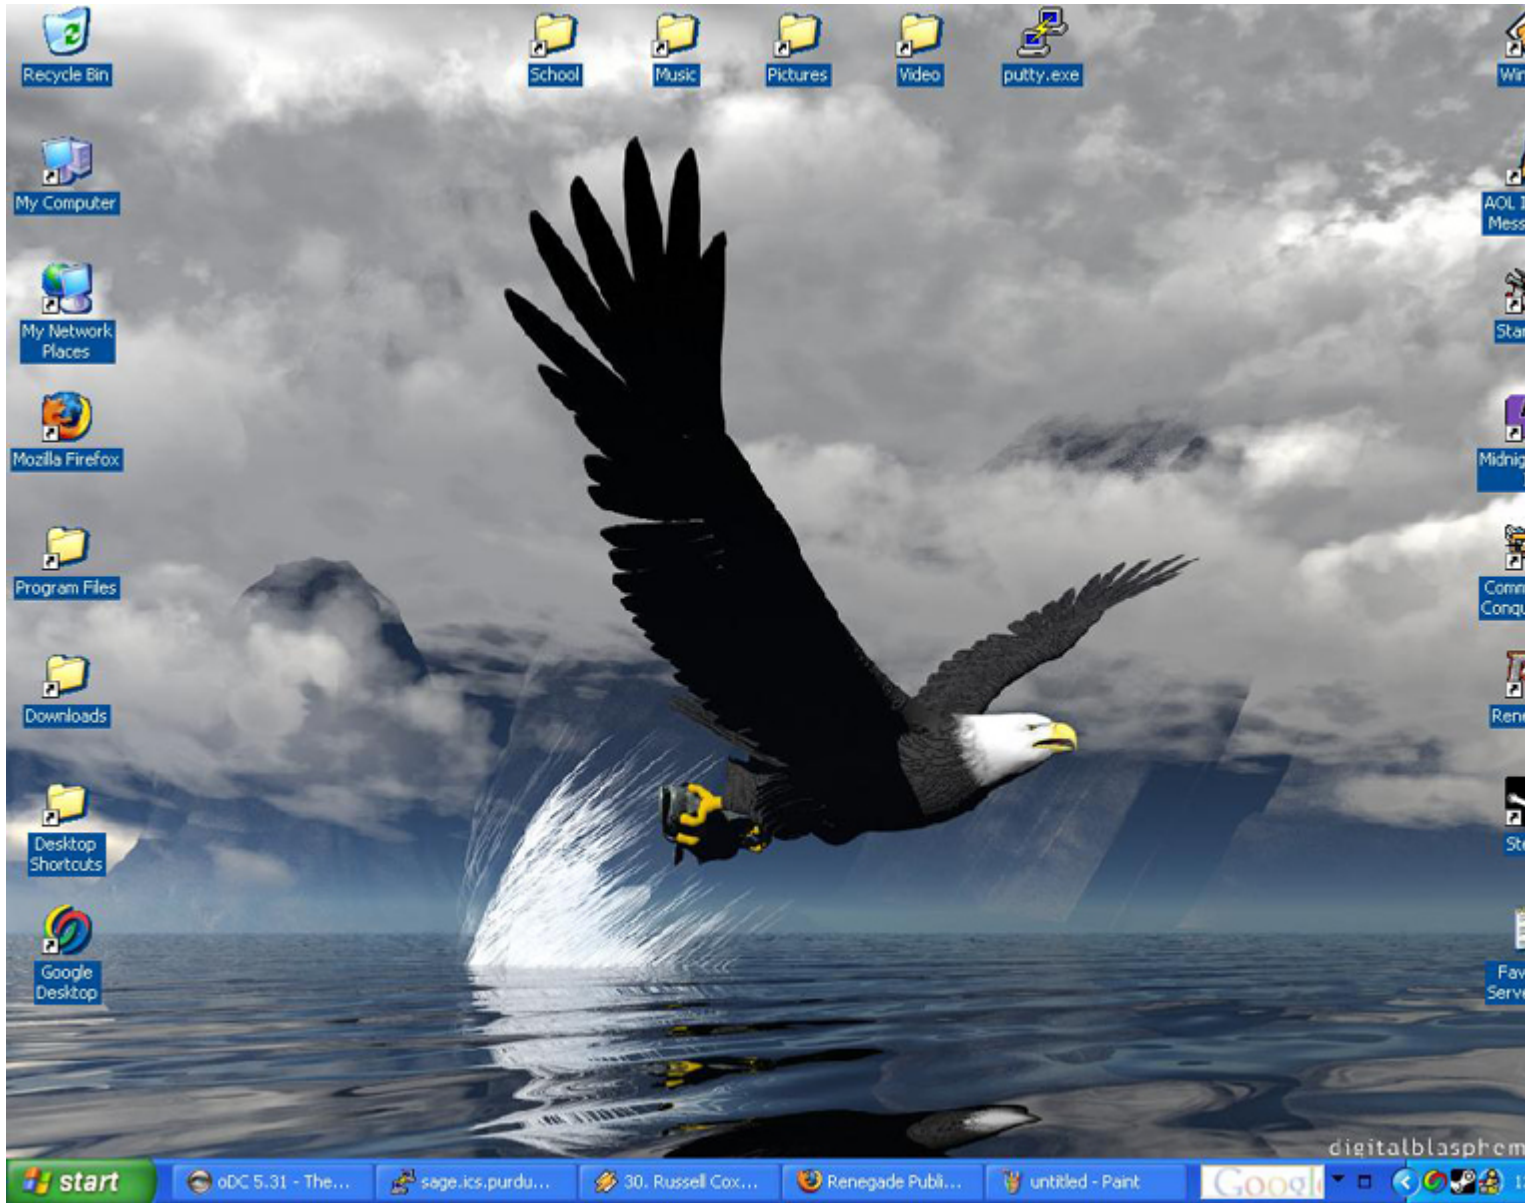 Recycle Bin
School
Music
Pictures
Video
putty.exe
My Computer
AOL
My Network
Places
Mozilla Firefox
Program Files
Downloads
Desktop
Shortcuts
Google
Desktop
digitalblasphem
start
oDC 5.31 - The...
sage.ics.purdu...
30. Russell Cox...
Renegade Publi...
untitled - Paint
Googl